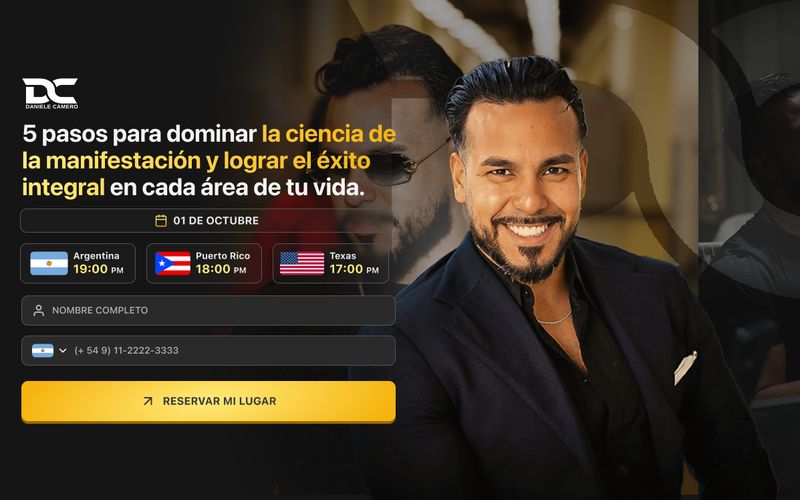 DC
DANIELE CAMERO
5 pasos para dominar la ciencia de
la manifestación y lograr el éxito
integral en cada área de tu vida.
01 DE OCTUBRE
Argentina
19:00 PM
Puerto Rico
18:00 PM
Texas
17:00 PM
NOMBRE COMPLETO
(+ 54 9) 11-2222-3333
RESERVAR MI LUGAR